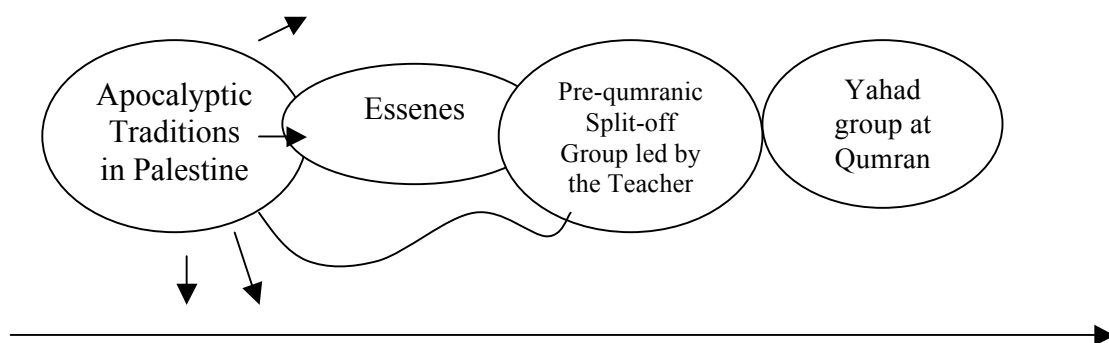 Apocalyptic
Traditions
in Palestine
Essenes
Pre-qumranic
Split-off
Group led by
the Teacher
Yahad
group at
Qumran